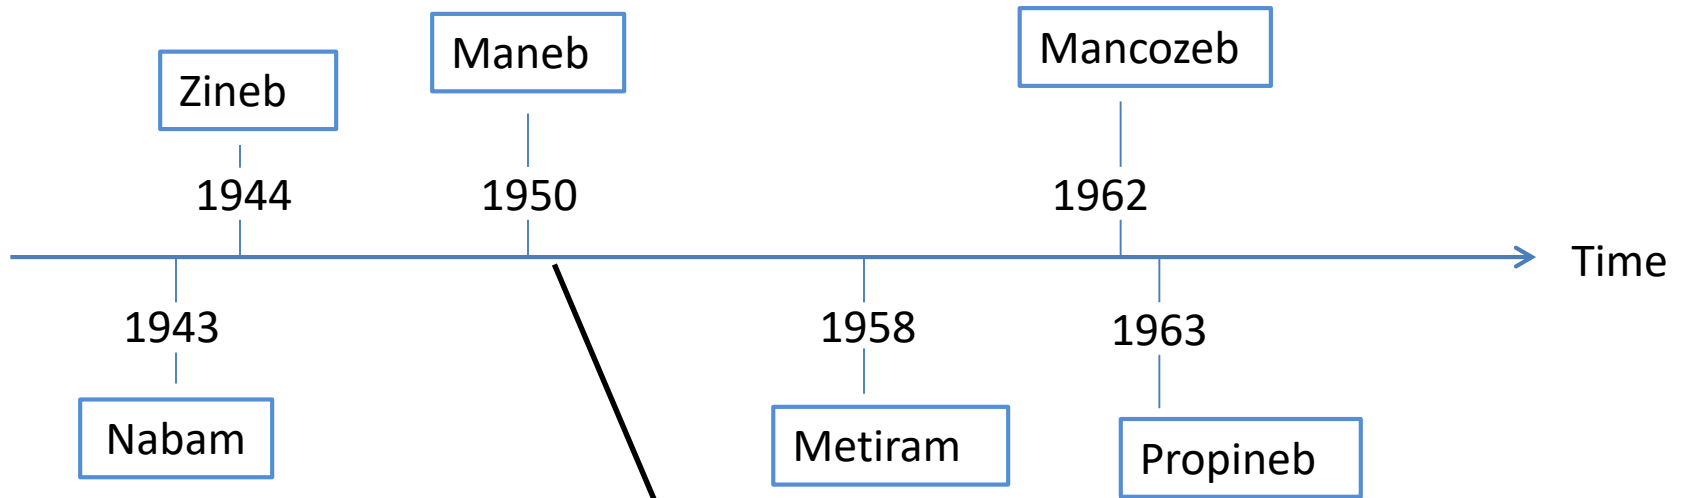 Zineb
Maneb
Mancozeb
1944
1950
1962
Time
1943
1958
1963
Nabam
Metiram
Propineb